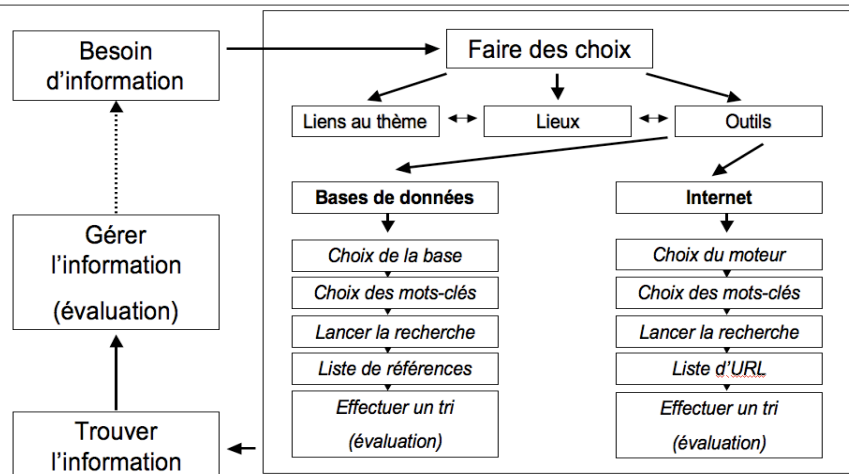 Besoin
d’information
Faire des choix
Liens au thème
Lieux
Outils
Bases de données
Internet
Gérer
l’information
(évaluation)
Choix de la base
Choix du moteur
Choix des mots-clés
Choix des mots-clés
Lancer la recherche
Lancer la recherche
Liste de références
Liste d’URL
Effectuer un tri
(évaluation)
Effectuer un tri
(évaluation)
Trouver
l’information